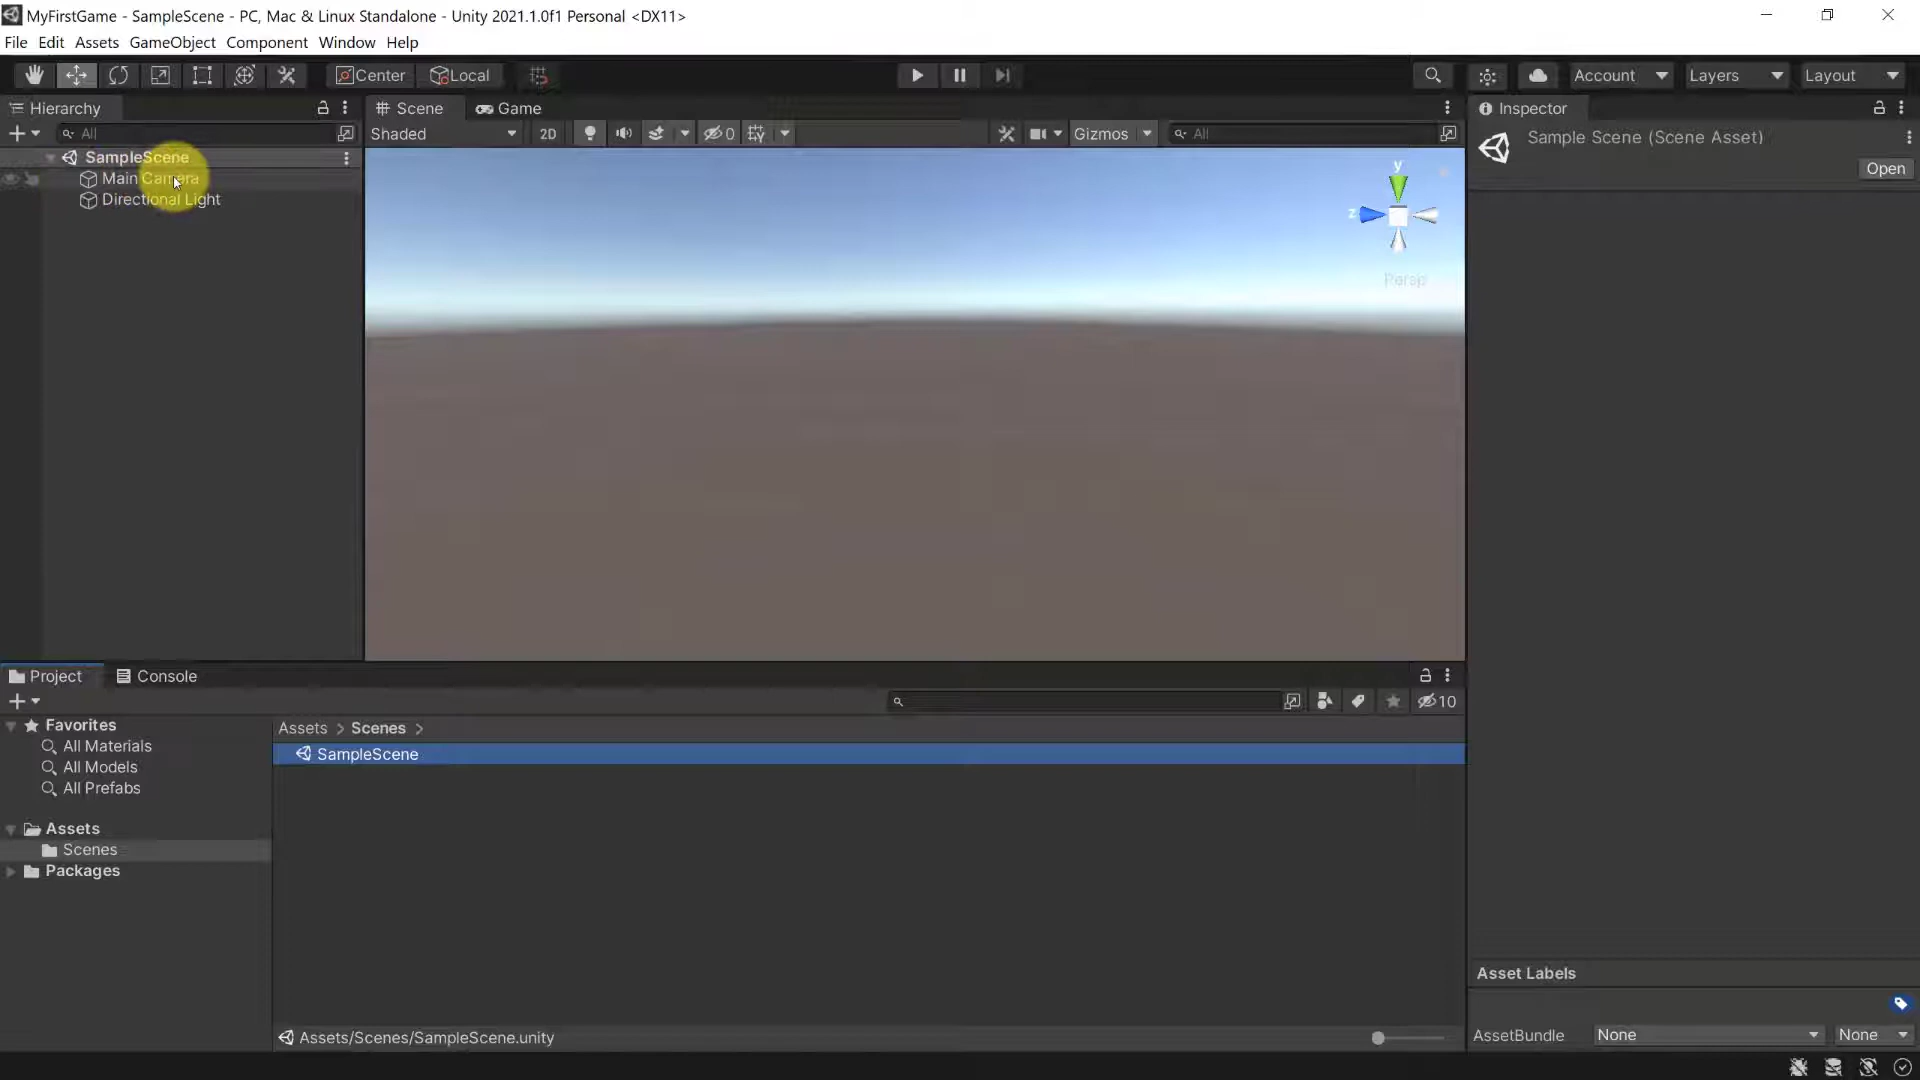 MyFirstGame - SampleScene - PC, Mac & Linux Standalone - Unity 2021.1.0f1 Personal <DX11>
File Edit Assets GameObject Component Window Help
Center Local Account Layers Layout
Hierarchy
All
SampleScene
Main Camera
Directional Light
Scene Game
Shaded 2D 0 Gizmos All
y
z
Persp
Inspector
Sample Scene (Scene Asset)
Open
Project Console
10
Favorites
All Materials
All Models
All Prefabs
Assets
Scenes
Packages
Assets > Scenes >
SampleScene
Assets/Scenes/SampleScene.unity
Asset Labels
AssetBundle None None